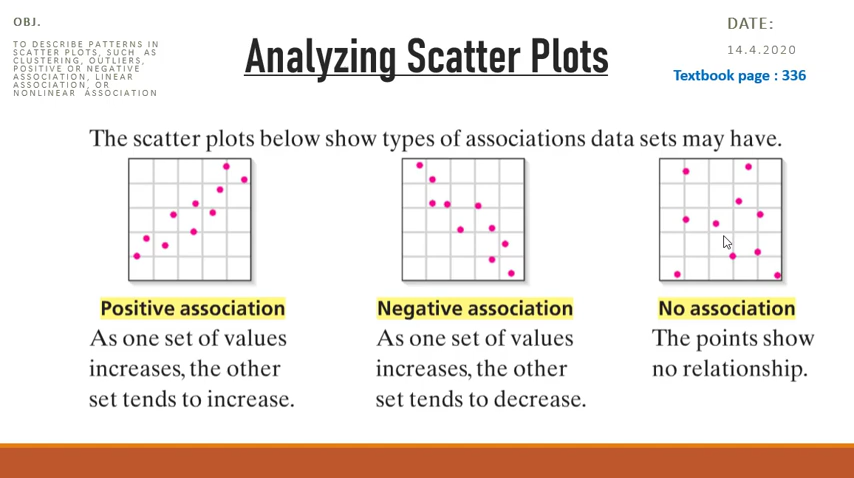 OBJ.
TO DESCRIBE PATTERNS IN
SCATTER PLOTS, SUCH AS
CLUSTERING, OUTLIERS,
POSITIVE OR NEGATIVE
ASSOCIATION, LINEAR
ASSOCIATION, OR
NONLINEAR ASSOCIATION
Analyzing Scatter Plots
DATE:
14.4.2020
Textbook page : 336
The scatter plots below show types of associations data sets may have.
Positive association
As one set of values
increases, the other
set tends to increase.
Negative association
As one set of values
increases, the other
set tends to decrease.
No association
The points show
no relationship.